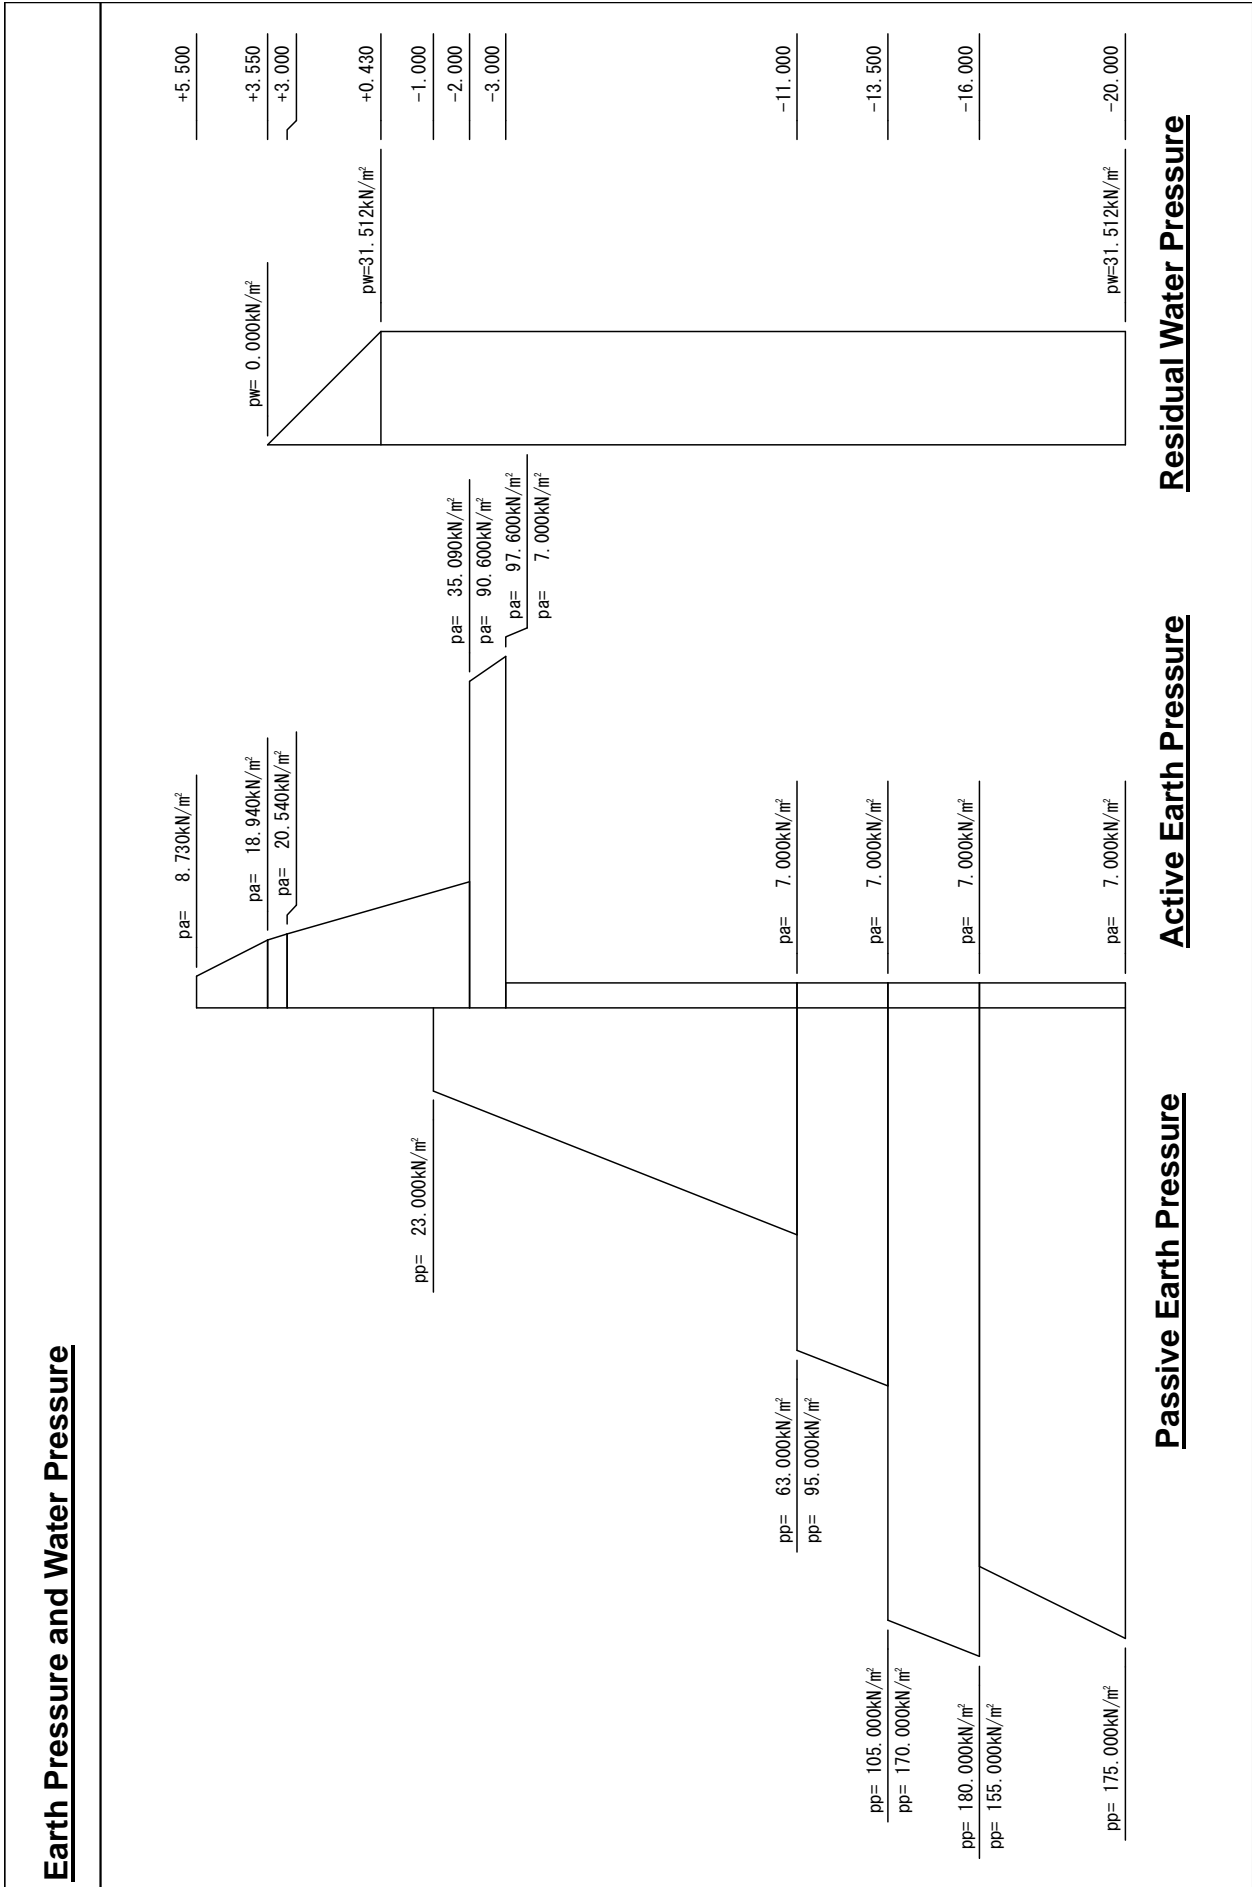 Earth Pressure and Water Pressure
+5.500
+3.550
+3.000
+0.430
-1.000
-2.000
-3.000
-11.000
-13.500
-16.000
-20.000
pw= 0.000kN/m²
pw=31.512kN/m²
pw=31.512kN/m²
pa= 8.730kN/m²
pa= 18.940kN/m²
pa= 20.540kN/m²
pa= 35.090kN/m²
pa= 90.600kN/m²
pa= 97.600kN/m²
pa= 7.000kN/m²
pa= 7.000kN/m²
pa= 7.000kN/m²
pa= 7.000kN/m²
pa= 7.000kN/m²
pp= 23.000kN/m²
pp= 63.000kN/m²
pp= 95.000kN/m²
pp= 105.000kN/m²
pp= 170.000kN/m²
pp= 180.000kN/m²
pp= 155.000kN/m²
pp= 175.000kN/m²
Passive Earth Pressure
Active Earth Pressure
Residual Water Pressure